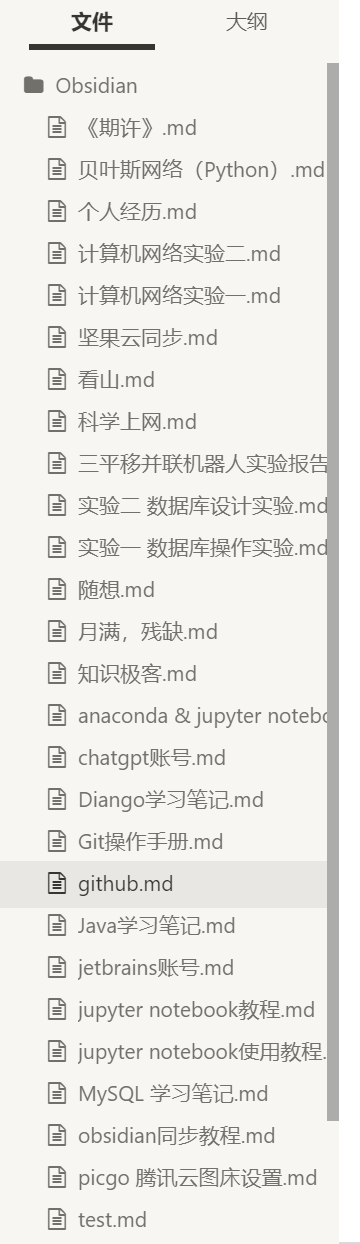 文件 大纲
Obsidian
《期许》.md
贝叶斯网络（Python）.md
个人经历.md
计算机网络实验二.md
计算机网络实验一.md
坚果云同步.md
看山.md
科学上网.md
三平移并联机器人实验报告
实验二 数据库设计实验.md
实验一 数据库操作实验.md
随想.md
月满，残缺.md
知识极客.md
anaconda & jupyter notebo
chatgpt账号.md
Diango学习笔记.md
Git操作手册.md
github.md
Java学习笔记.md
jetbrains账号.md
jupyter notebook教程.md
jupyter notebook使用教程.
MySQL 学习笔记.md
obsidian同步教程.md
picgo 腾讯云图床设置.md
test.md